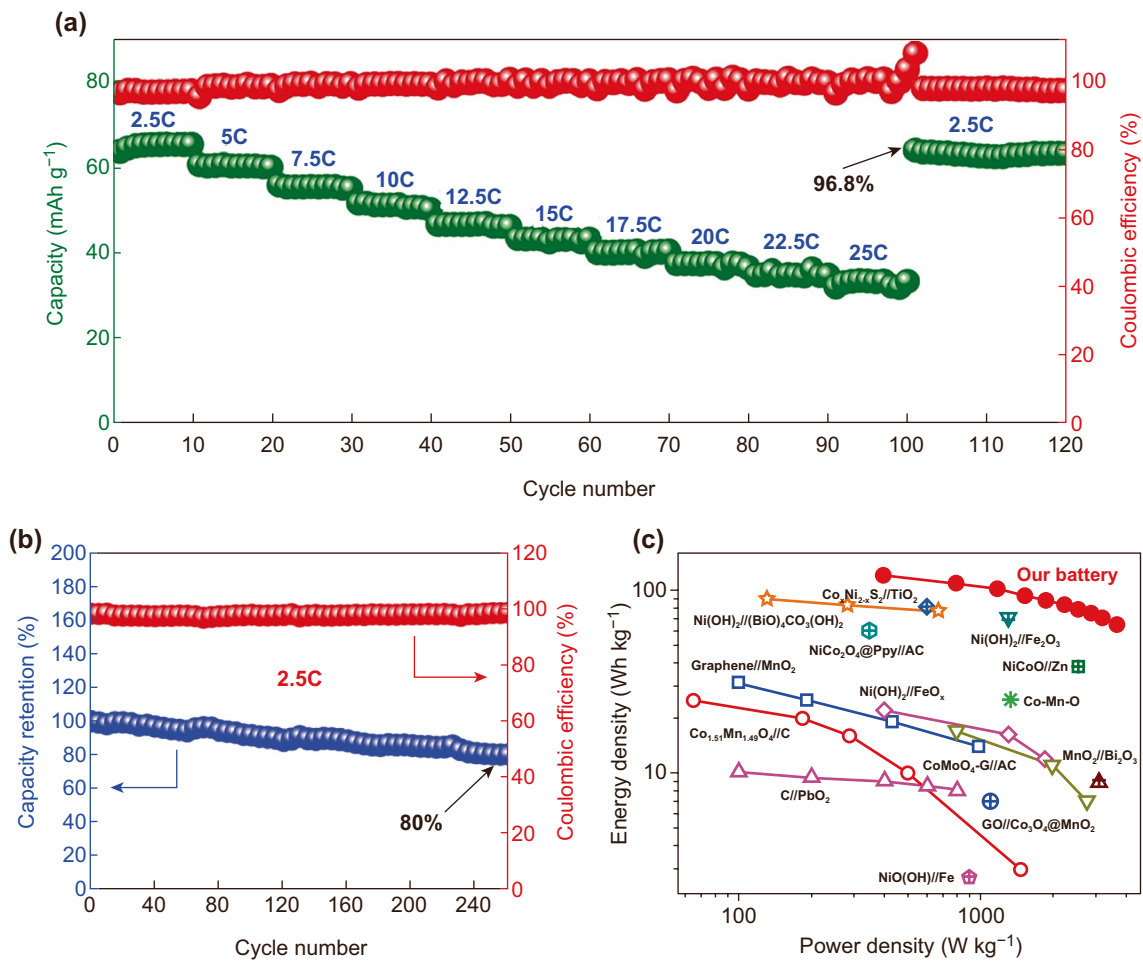 (a)
80
60
40
20
0
Capacity (mAh g⁻¹)
2.5C
5C
7.5C
10C
12.5C
15C
17.5C
20C
22.5C
25C
2.5C
96.8%
100
80
60
40
20
0
Coulombic efficiency (%)
0 10 20 30 40 50 60 70 80 90 100 110 120
Cycle number
(b)
200
180
160
140
120
100
80
60
40
20
0
Capacity retention (%)
2.5C
80%
120
100
80
60
40
20
0
Coulombic efficiency (%)
0 40 80 120 160 200 240
Cycle number
(c)
100
10
Energy density (Wh kg⁻¹)
Our battery
CoₓNi₂₋ₓS₂//TiO₂
Ni(OH)₂//(BiO)₄CO₃(OH)₂
Ni(OH)₂//Fe₂O₃
NiCo₂O₄@Ppy//AC
NiCoO//Zn
Graphene//MnO₂
Ni(OH)₂//FeOₓ
Co-Mn-O
Co₁.₅₁Mn₁.₄₉O₄//C
CoMoO₄-G//AC
MnO₂//Bi₂O₃
C//PbO₂
GO//Co₃O₄@MnO₂
NiO(OH)//Fe
100 1000
Power density (W kg⁻¹)